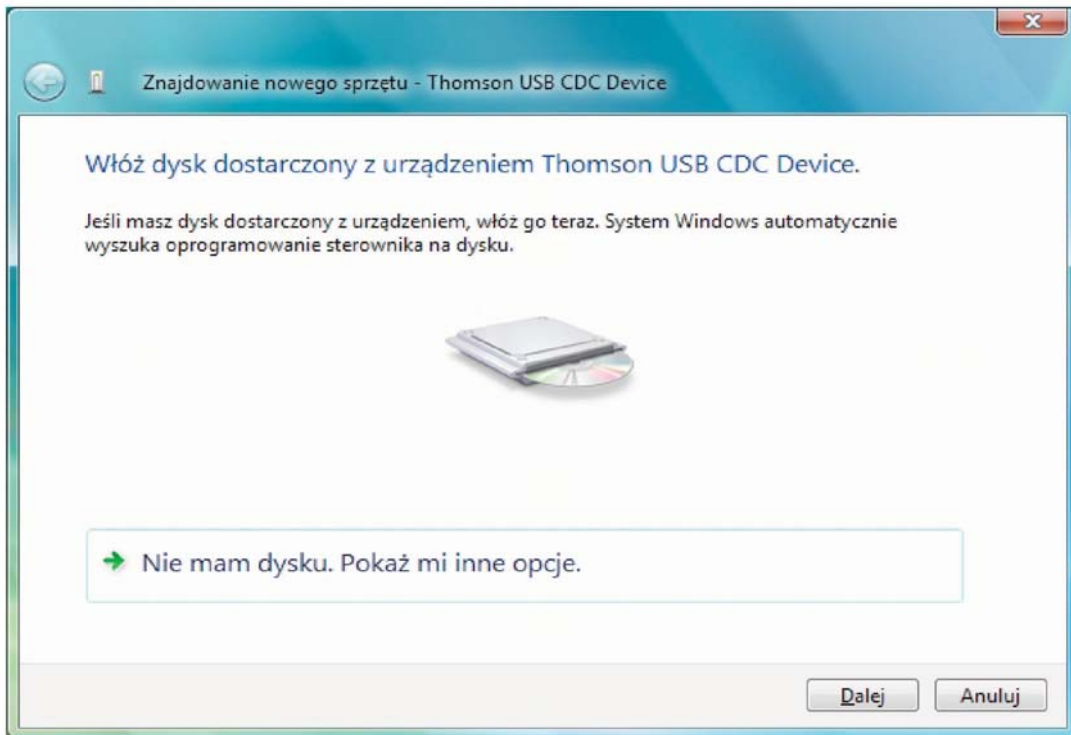 Znajdowanie nowego sprzętu - Thomson USB CDC Device
Włóż dysk dostarczony z urządzeniem Thomson USB CDC Device.
Jeśli masz dysk dostarczony z urządzeniem, włóż go teraz. System Windows automatycznie
wyszuka oprogramowanie sterownika na dysku.
Nie mam dysku. Pokaż mi inne opcje.
Dalej
Anuluj